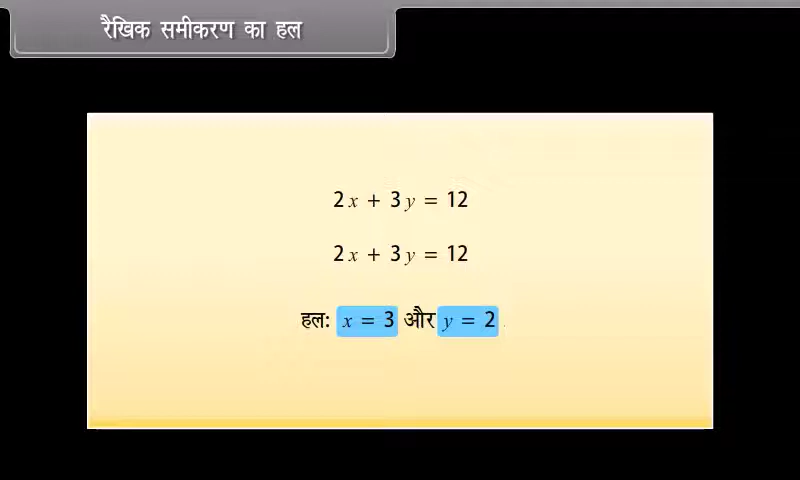 रैखिक समीकरण का हल
2x + 3y = 12
2x + 3y = 12
हल: x = 3 और y = 2